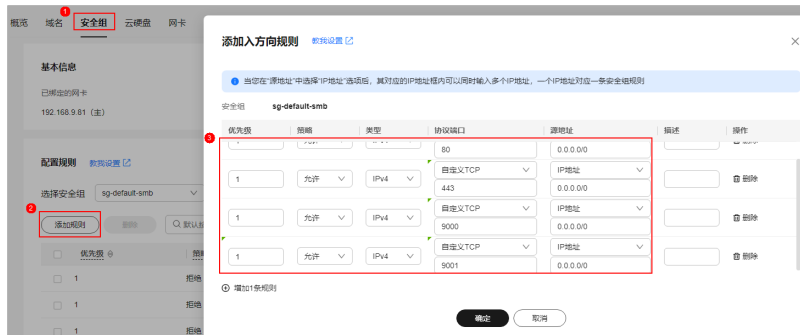 1
概览 域名 安全组 云硬盘 网卡
基本信息
已绑定的网卡
192.168.9.81（主）
配置规则 教我设置
选择安全组 sg-default-smb
2
添加规则 删除
优先级
1 拒绝
1 拒绝
1 拒绝
添加入方向规则 教我设置
当您在"源地址"中选择"IP地址"选项后，其对应的IP地址框内可以同时输入多个IP地址，一个IP地址对应一条安全组规则
安全组 sg-default-smb
优先级 策略 类型 协议端口 源地址 描述 操作
3
80 0.0.0.0/0
1 允许 IPv4 自定义TCP IP地址 删除
443 0.0.0.0/0
1 允许 IPv4 自定义TCP IP地址 删除
9000 0.0.0.0/0
1 允许 IPv4 自定义TCP IP地址 删除
9001 0.0.0.0/0
增加1条规则
确定 取消